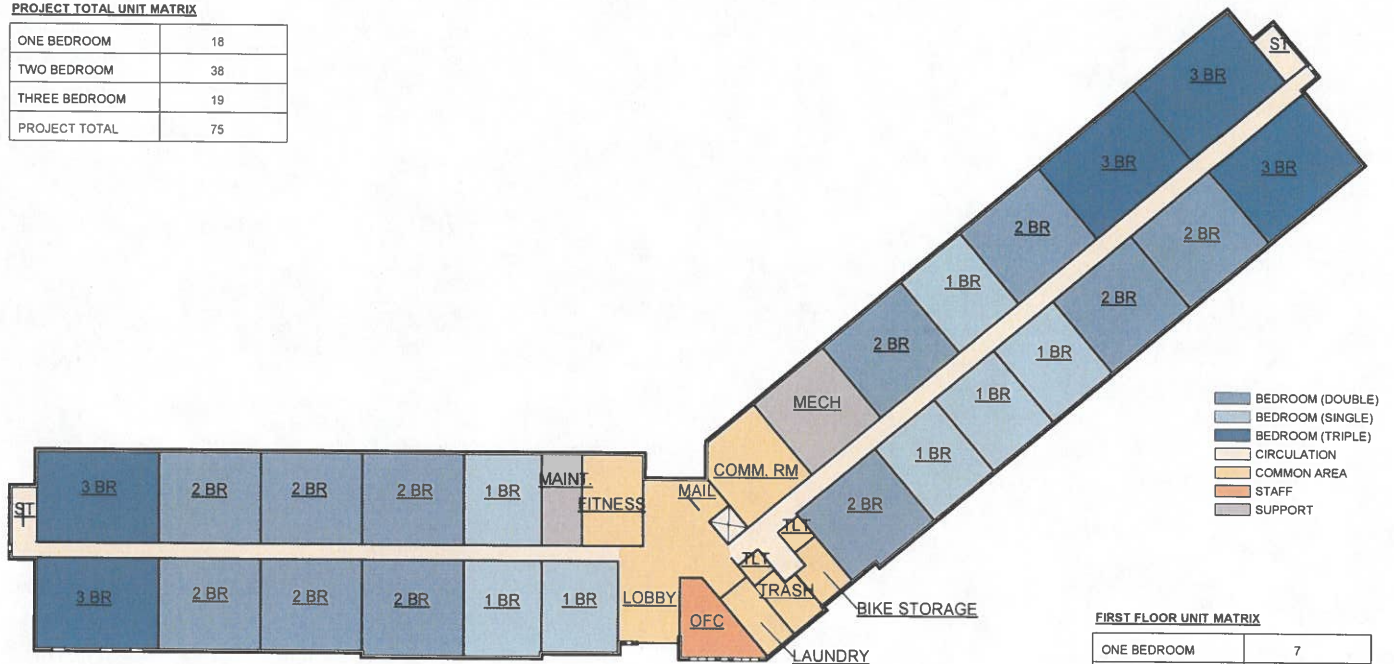 PROJECT TOTAL UNIT MATRIX
ONE BEDROOM 18
TWO BEDROOM 38
THREE BEDROOM 19
PROJECT TOTAL 75
ST
3 BR
3 BR
3 BR
2 BR
2 BR
1 BR
2 BR
2 BR
1 BR
MECH
1 BR
COMM. RM
1 BR
2 BR
BEDROOM (DOUBLE)
BEDROOM (SINGLE)
BEDROOM (TRIPLE)
CIRCULATION
COMMON AREA
STAFF
SUPPORT
ST
3 BR
2 BR
2 BR
2 BR
1 BR
MAINT.
FITNESS
MAIL
TLT
TLT
3 BR
2 BR
2 BR
2 BR
1 BR
1 BR
LOBBY
OFC
TRASH
BIKE STORAGE
LAUNDRY
FIRST FLOOR UNIT MATRIX
ONE BEDROOM 7